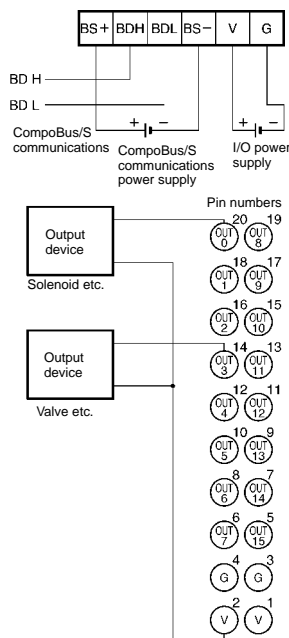 BS+ BDH BDL BS− V G
BD H
BD L
+ −
+ −
CompoBus/S
communications
CompoBus/S
communications
power supply
I/O power
supply
Pin numbers
Output
device
Solenoid etc.
Output
device
Valve etc.
20 19
OUT 0 OUT 8
18 17
OUT 1 OUT 9
16 15
OUT 2 OUT 10
14 13
OUT 3 OUT 11
12 11
OUT 4 OUT 12
10 9
OUT 5 OUT 13
8 7
OUT 6 OUT 14
6 5
OUT 7 OUT 15
4 3
G G
2 1
V V